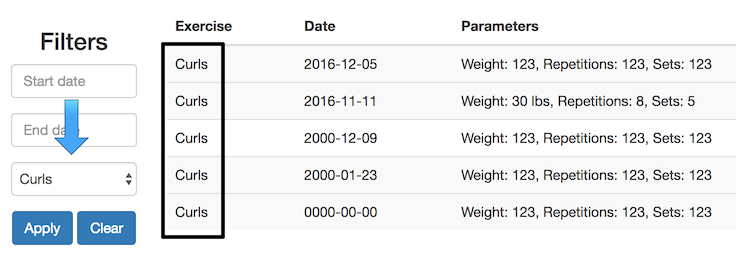 Filters
Start date
End date
Curls
Apply Clear
Exercise Date Parameters
Curls 2016-12-05 Weight: 123, Repetitions: 123, Sets: 123
Curls 2016-11-11 Weight: 30 lbs, Repetitions: 8, Sets: 5
Curls 2000-12-09 Weight: 123, Repetitions: 123, Sets: 123
Curls 2000-01-23 Weight: 123, Repetitions: 123, Sets: 123
Curls 0000-00-00 Weight: 123, Repetitions: 123, Sets: 123